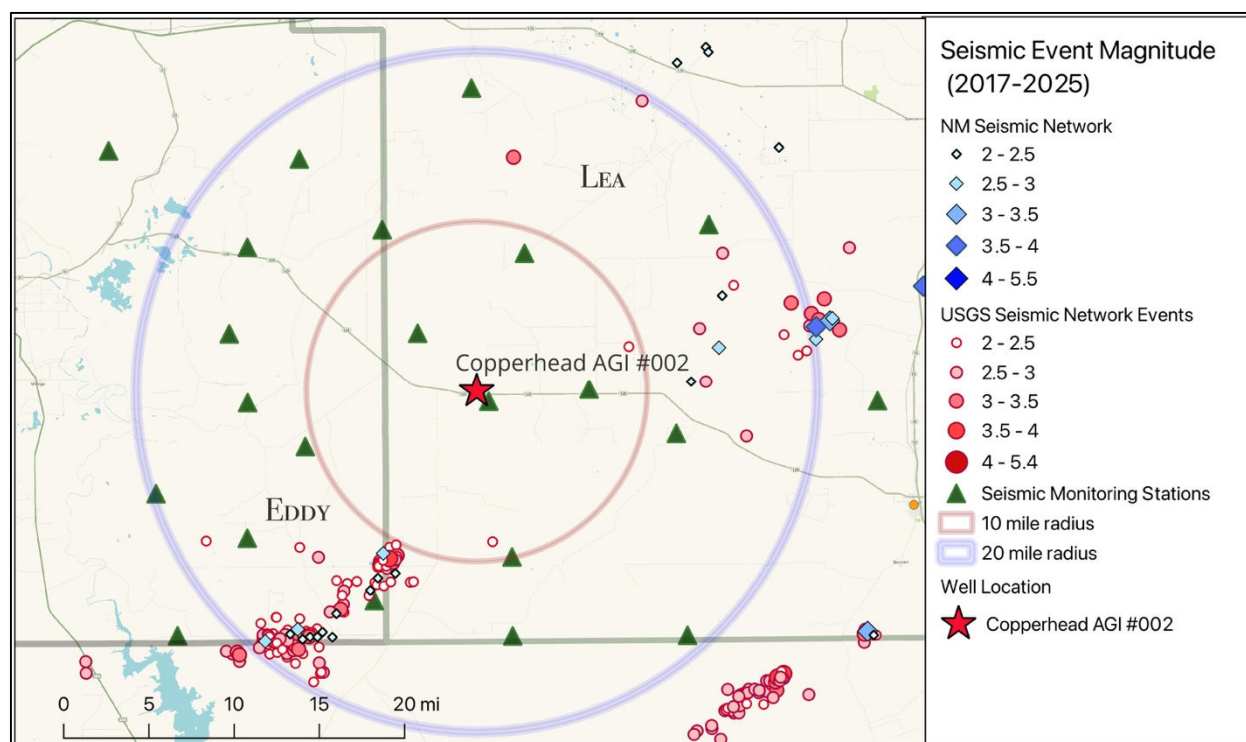 LEA
Copperhead AGI #002
EDDY
0 5 10 15 20 mi
Seismic Event Magnitude
(2017-2025)
NM Seismic Network
2 - 2.5
2.5 - 3
3 - 3.5
3.5 - 4
4 - 5.5
USGS Seismic Network Events
2 - 2.5
2.5 - 3
3 - 3.5
3.5 - 4
4 - 5.4
Seismic Monitoring Stations
10 mile radius
20 mile radius
Well Location
Copperhead AGI #002